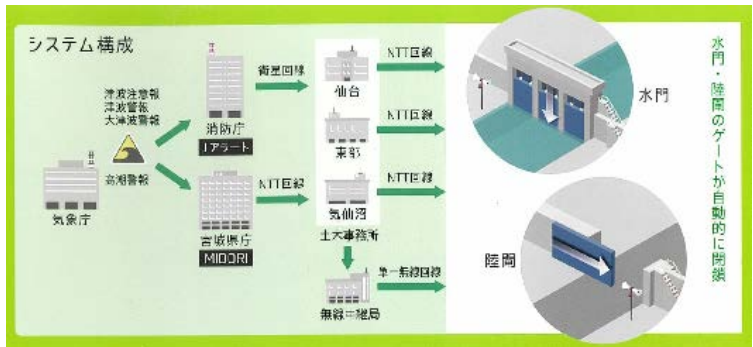 システム構成
津波注意報
津波警報
大津波警報
高潮警報
気象庁
消防庁
Jアラート
宮城県庁
MIDORI
衛星回線
NTT回線
仙台
東部
気仙沼
土木事務所
無線中継局
NTT回線
NTT回線
NTT回線
単一無線回線
水門
陸閘
水門・陸閘のゲートが自動的に閉鎖